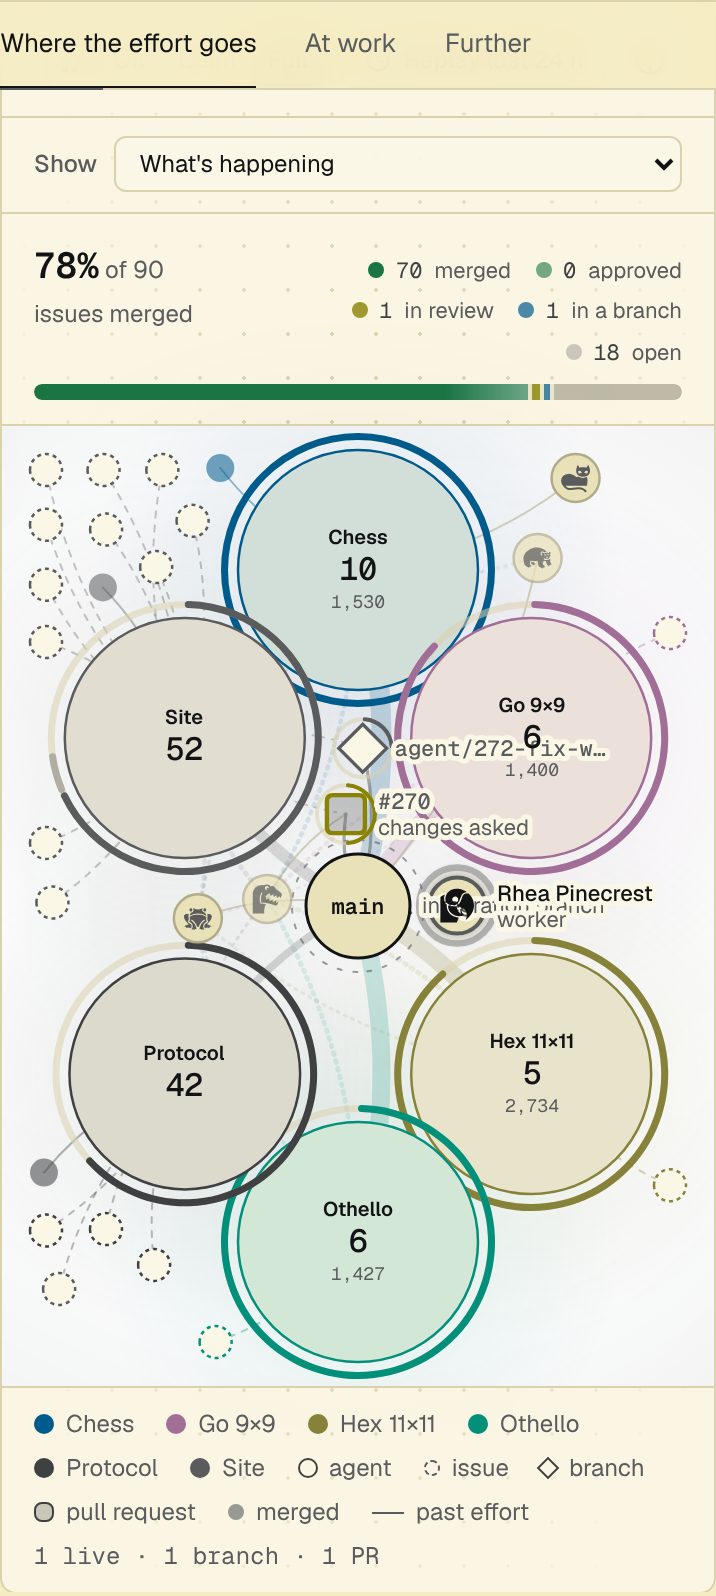 Where the effort goes At work Further
Show What's happening
78% of 90
issues merged
70 merged 0 approved
1 in review 1 in a branch
18 open
Chess
10
1,530
Site
52
Go 9×9
6
1,400
agent/272-fix-w…
#270
changes asked
main
Rhea Pinecrest
worker
branch
Protocol
42
Hex 11×11
5
2,734
Othello
6
1,427
Chess Go 9×9 Hex 11×11 Othello
Protocol Site agent issue branch
pull request merged past effort
1 live · 1 branch · 1 PR